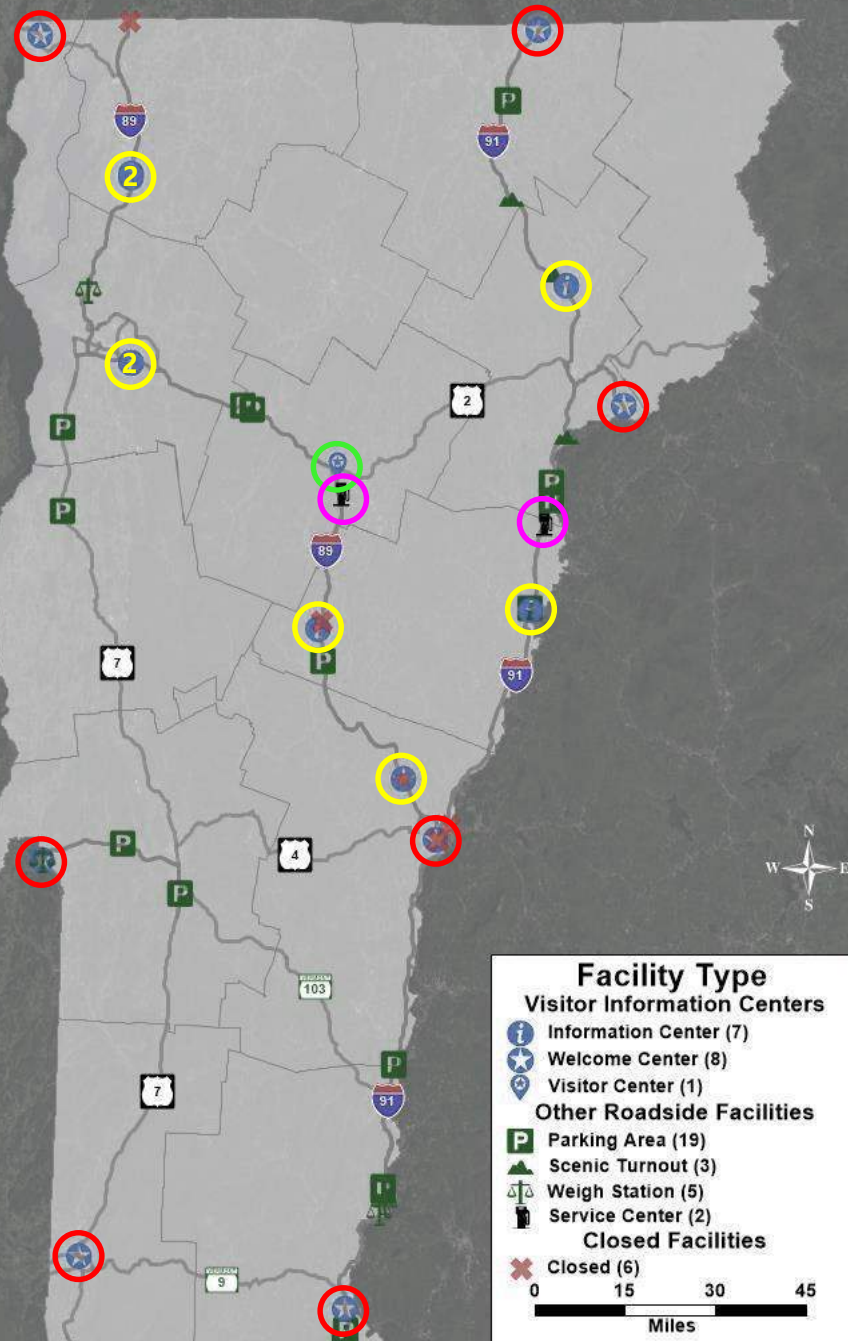 89
91
2
2
2
89
7
91
4
103
7
91
9
N
W E
S
Facility Type
Visitor Information Centers
Information Center (7)
Welcome Center (8)
Visitor Center (1)
Other Roadside Facilities
P Parking Area (19)
Scenic Turnout (3)
Weigh Station (5)
Service Center (2)
Closed Facilities
Closed (6)
0 15 30 45
Miles